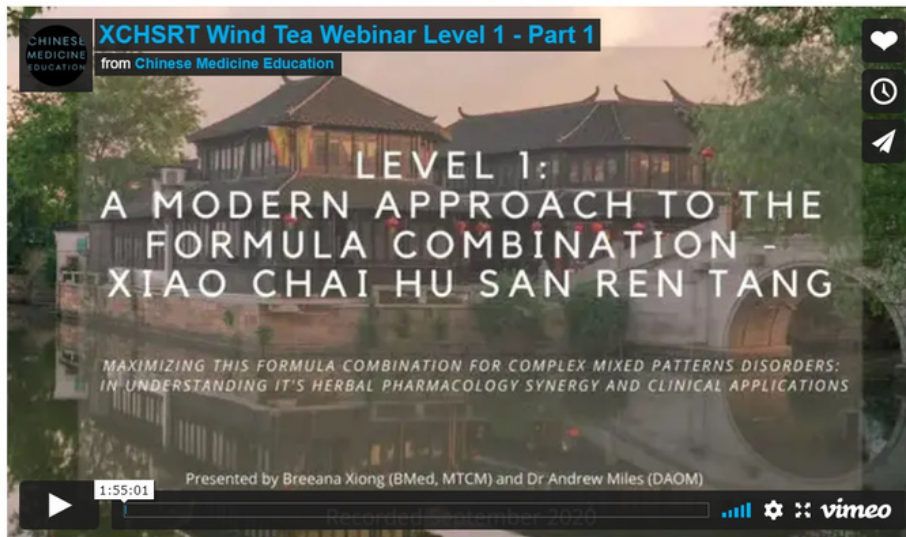 CHINESE
MEDICINE
EDUCATION
XCHSRT Wind Tea Webinar Level 1 - Part 1
from Chinese Medicine Education
LEVEL 1:
A MODERN APPROACH TO THE
FORMULA COMBINATION -
XIAO CHAI HU SAN REN TANG
MAXIMIZING THIS FORMULA COMBINATION FOR COMPLEX MIXED PATTERNS DISORDERS:
IN UNDERSTANDING IT'S HERBAL PHARMACOLOGY SYNERGY AND CLINICAL APPLICATIONS
Presented by Breeana Xiong (BMed, MTCM) and Dr Andrew Miles (DAOM)
1:55:01
vimeo
Recorded September 2020